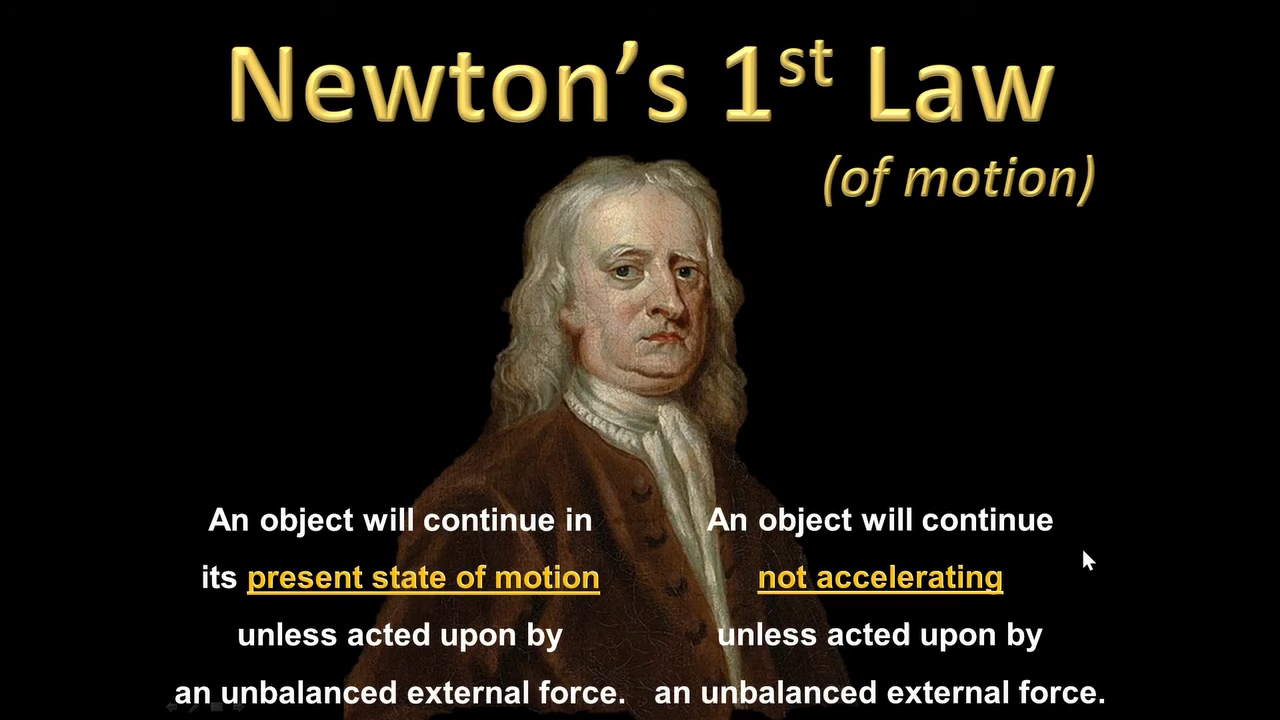 Newton’s 1st Law
(of motion)
An object will continue in
its present state of motion
unless acted upon by
an unbalanced external force.
An object will continue
not accelerating
unless acted upon by
an unbalanced external force.